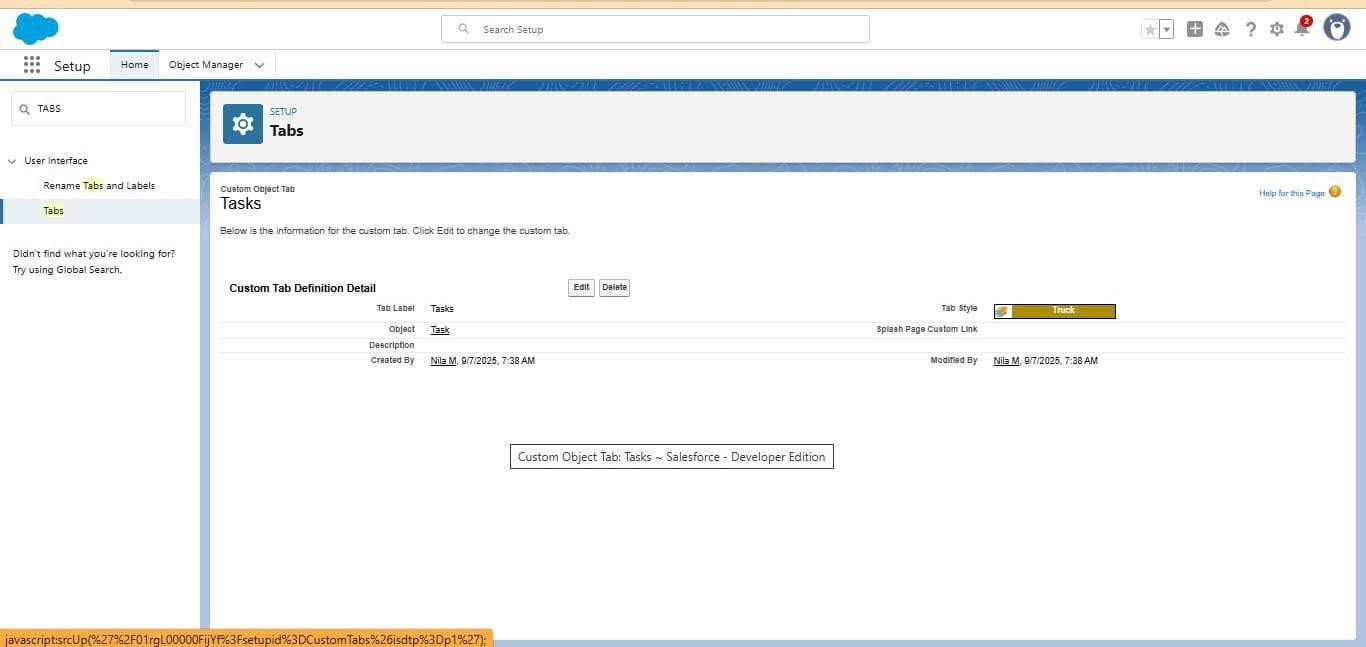 Search Setup
2
Setup
Home
Object Manager
TABS
User Interface
Rename Tabs and Labels
Tabs
Didn't find what you're looking for?
Try using Global Search.
SETUP
Tabs
Custom Object Tab
Tasks
Help for this Page
Below is the information for the custom tab. Click Edit to change the custom tab.
Custom Tab Definition Detail
Edit
Delete
Tab Label Tasks
Tab Style Truck
Object Task
Splash Page Custom Link
Description
Created By Nila M, 9/7/2025, 7:38 AM
Modified By Nila M, 9/7/2025, 7:38 AM
Custom Object Tab: Tasks ~ Salesforce - Developer Edition
javascript:srcUp(%27%2F01rgL00000FijYf%3Fsetupid%3DCustomTabs%26isdtp%3Dp1%27);